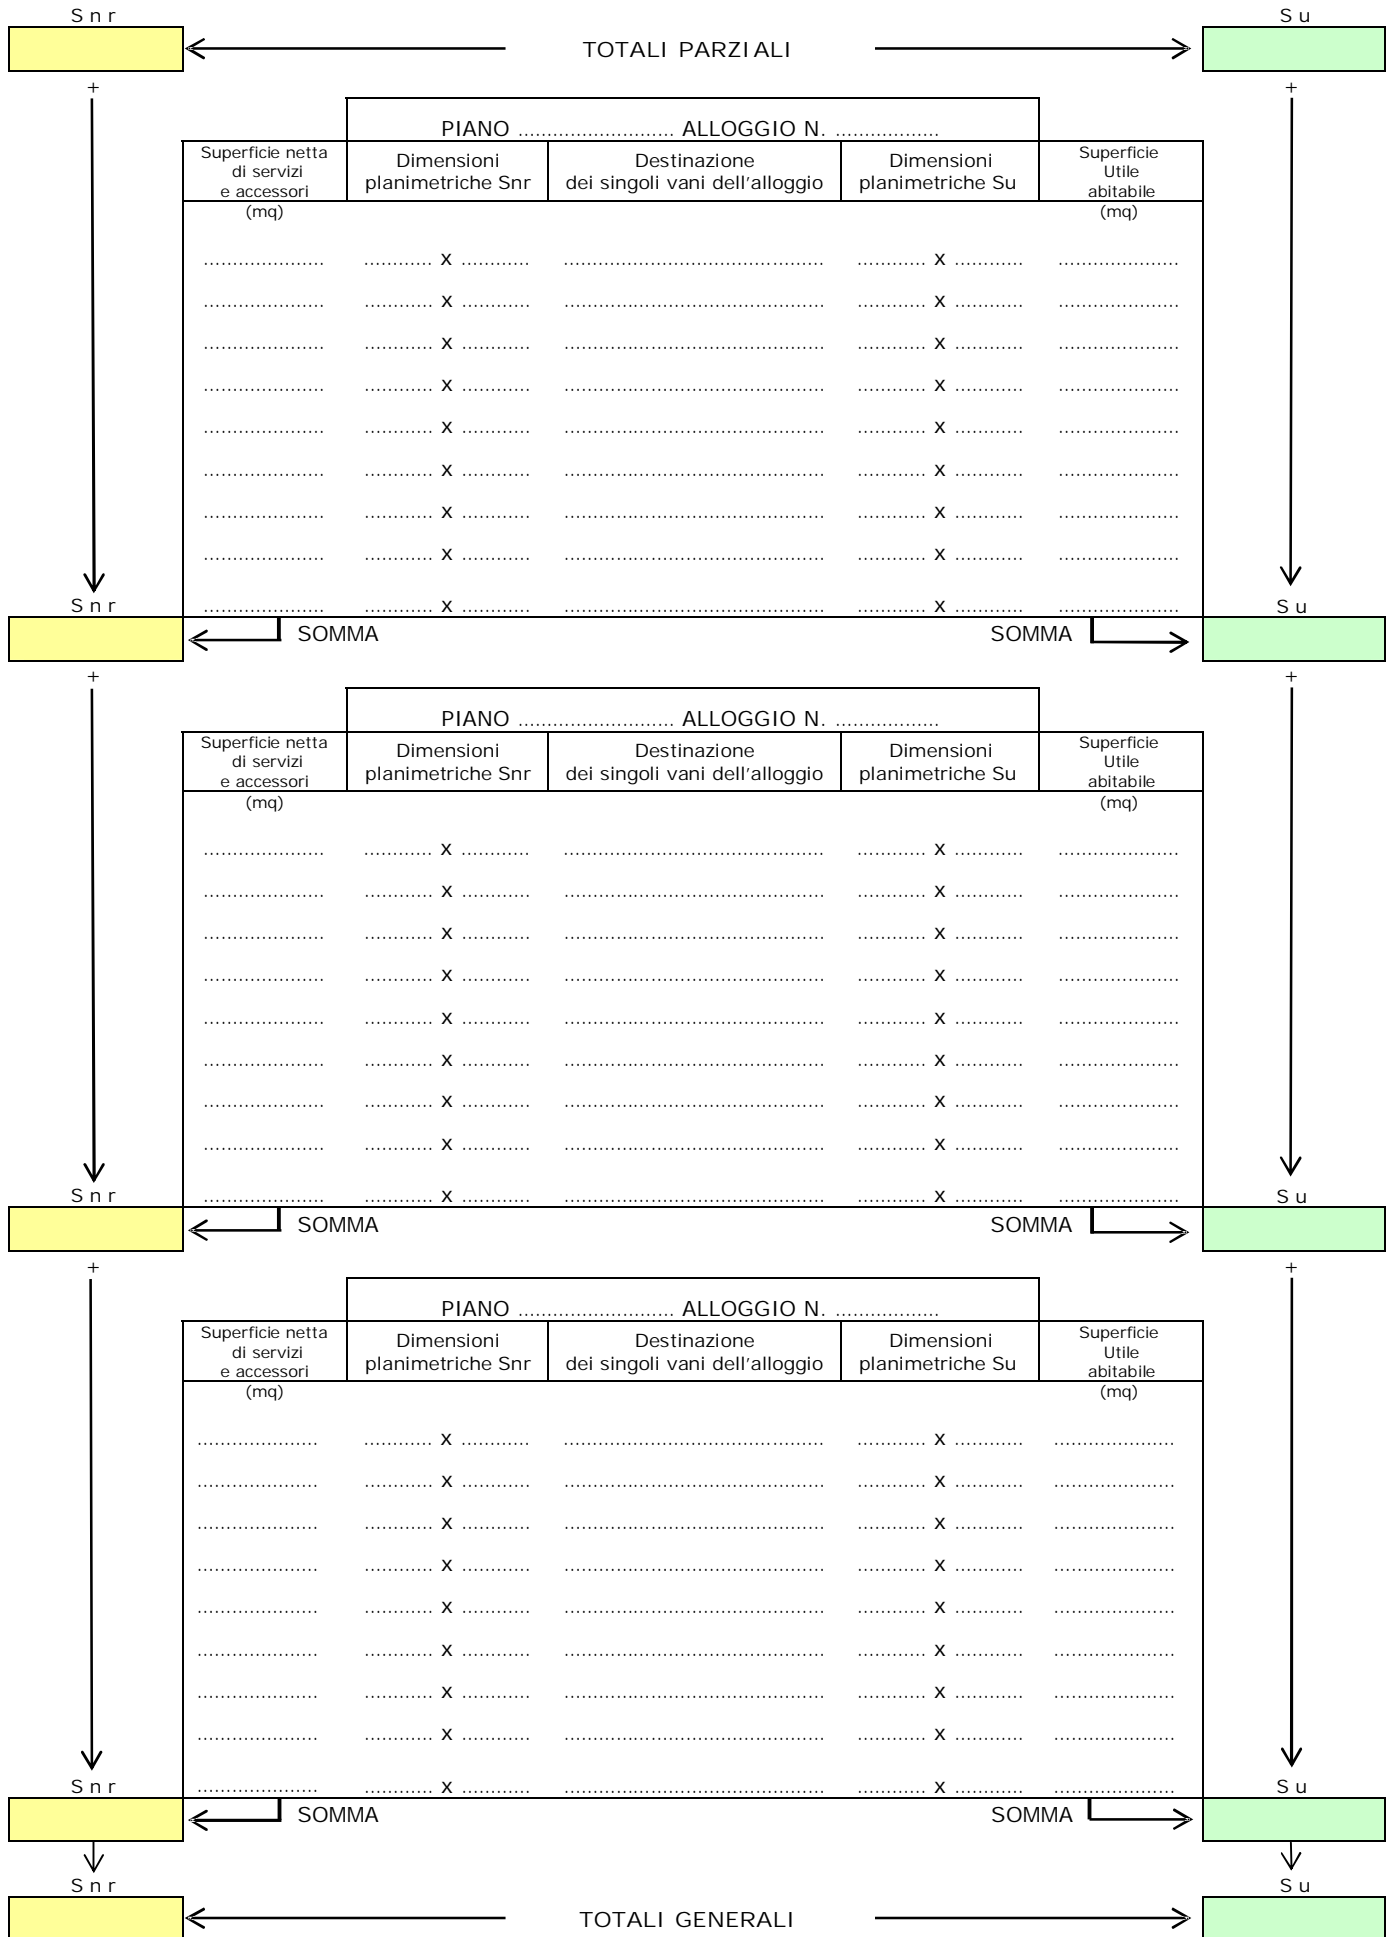 Snr Su
TOTALI PARZIALI
+ +
PIANO ........................... ALLOGGIO N. ..................
Superficie netta di servizi e accessori (mq) Dimensioni planimetriche Snr Destinazione dei singoli vani dell'alloggio Dimensioni planimetriche Su Superficie Utile abitabile (mq)
..................... ............ x ............ ............................................. ............ x ............ .....................
..................... ............ x ............ ............................................. ............ x ............ .....................
..................... ............ x ............ ............................................. ............ x ............ .....................
..................... ............ x ............ ............................................. ............ x ............ .....................
..................... ............ x ............ ............................................. ............ x ............ .....................
..................... ............ x ............ ............................................. ............ x ............ .....................
..................... ............ x ............ ............................................. ............ x ............ .....................
..................... ............ x ............ ............................................. ............ x ............ .....................
Snr ..................... ............ x ............ ............................................. ............ x ............ ..................... Su
SOMMA SOMMA
+ +
PIANO ........................... ALLOGGIO N. ..................
Superficie netta di servizi e accessori (mq) Dimensioni planimetriche Snr Destinazione dei singoli vani dell'alloggio Dimensioni planimetriche Su Superficie Utile abitabile (mq)
..................... ............ x ............ ............................................. ............ x ............ .....................
..................... ............ x ............ ............................................. ............ x ............ .....................
..................... ............ x ............ ............................................. ............ x ............ .....................
..................... ............ x ............ ............................................. ............ x ............ .....................
..................... ............ x ............ ............................................. ............ x ............ .....................
..................... ............ x ............ ............................................. ............ x ............ .....................
..................... ............ x ............ ............................................. ............ x ............ .....................
..................... ............ x ............ ............................................. ............ x ............ .....................
Snr ..................... ............ x ............ ............................................. ............ x ............ ..................... Su
SOMMA SOMMA
+ +
PIANO ........................... ALLOGGIO N. ..................
Superficie netta di servizi e accessori (mq) Dimensioni planimetriche Snr Destinazione dei singoli vani dell'alloggio Dimensioni planimetriche Su Superficie Utile abitabile (mq)
..................... ............ x ............ ............................................. ............ x ............ .....................
..................... ............ x ............ ............................................. ............ x ............ .....................
..................... ............ x ............ ............................................. ............ x ............ .....................
..................... ............ x ............ ............................................. ............ x ............ .....................
..................... ............ x ............ ............................................. ............ x ............ .....................
..................... ............ x ............ ............................................. ............ x ............ .....................
..................... ............ x ............ ............................................. ............ x ............ .....................
..................... ............ x ............ ............................................. ............ x ............ .....................
Snr ..................... ............ x ............ ............................................. ............ x ............ ..................... Su
SOMMA SOMMA
Snr Su
TOTALI GENERALI